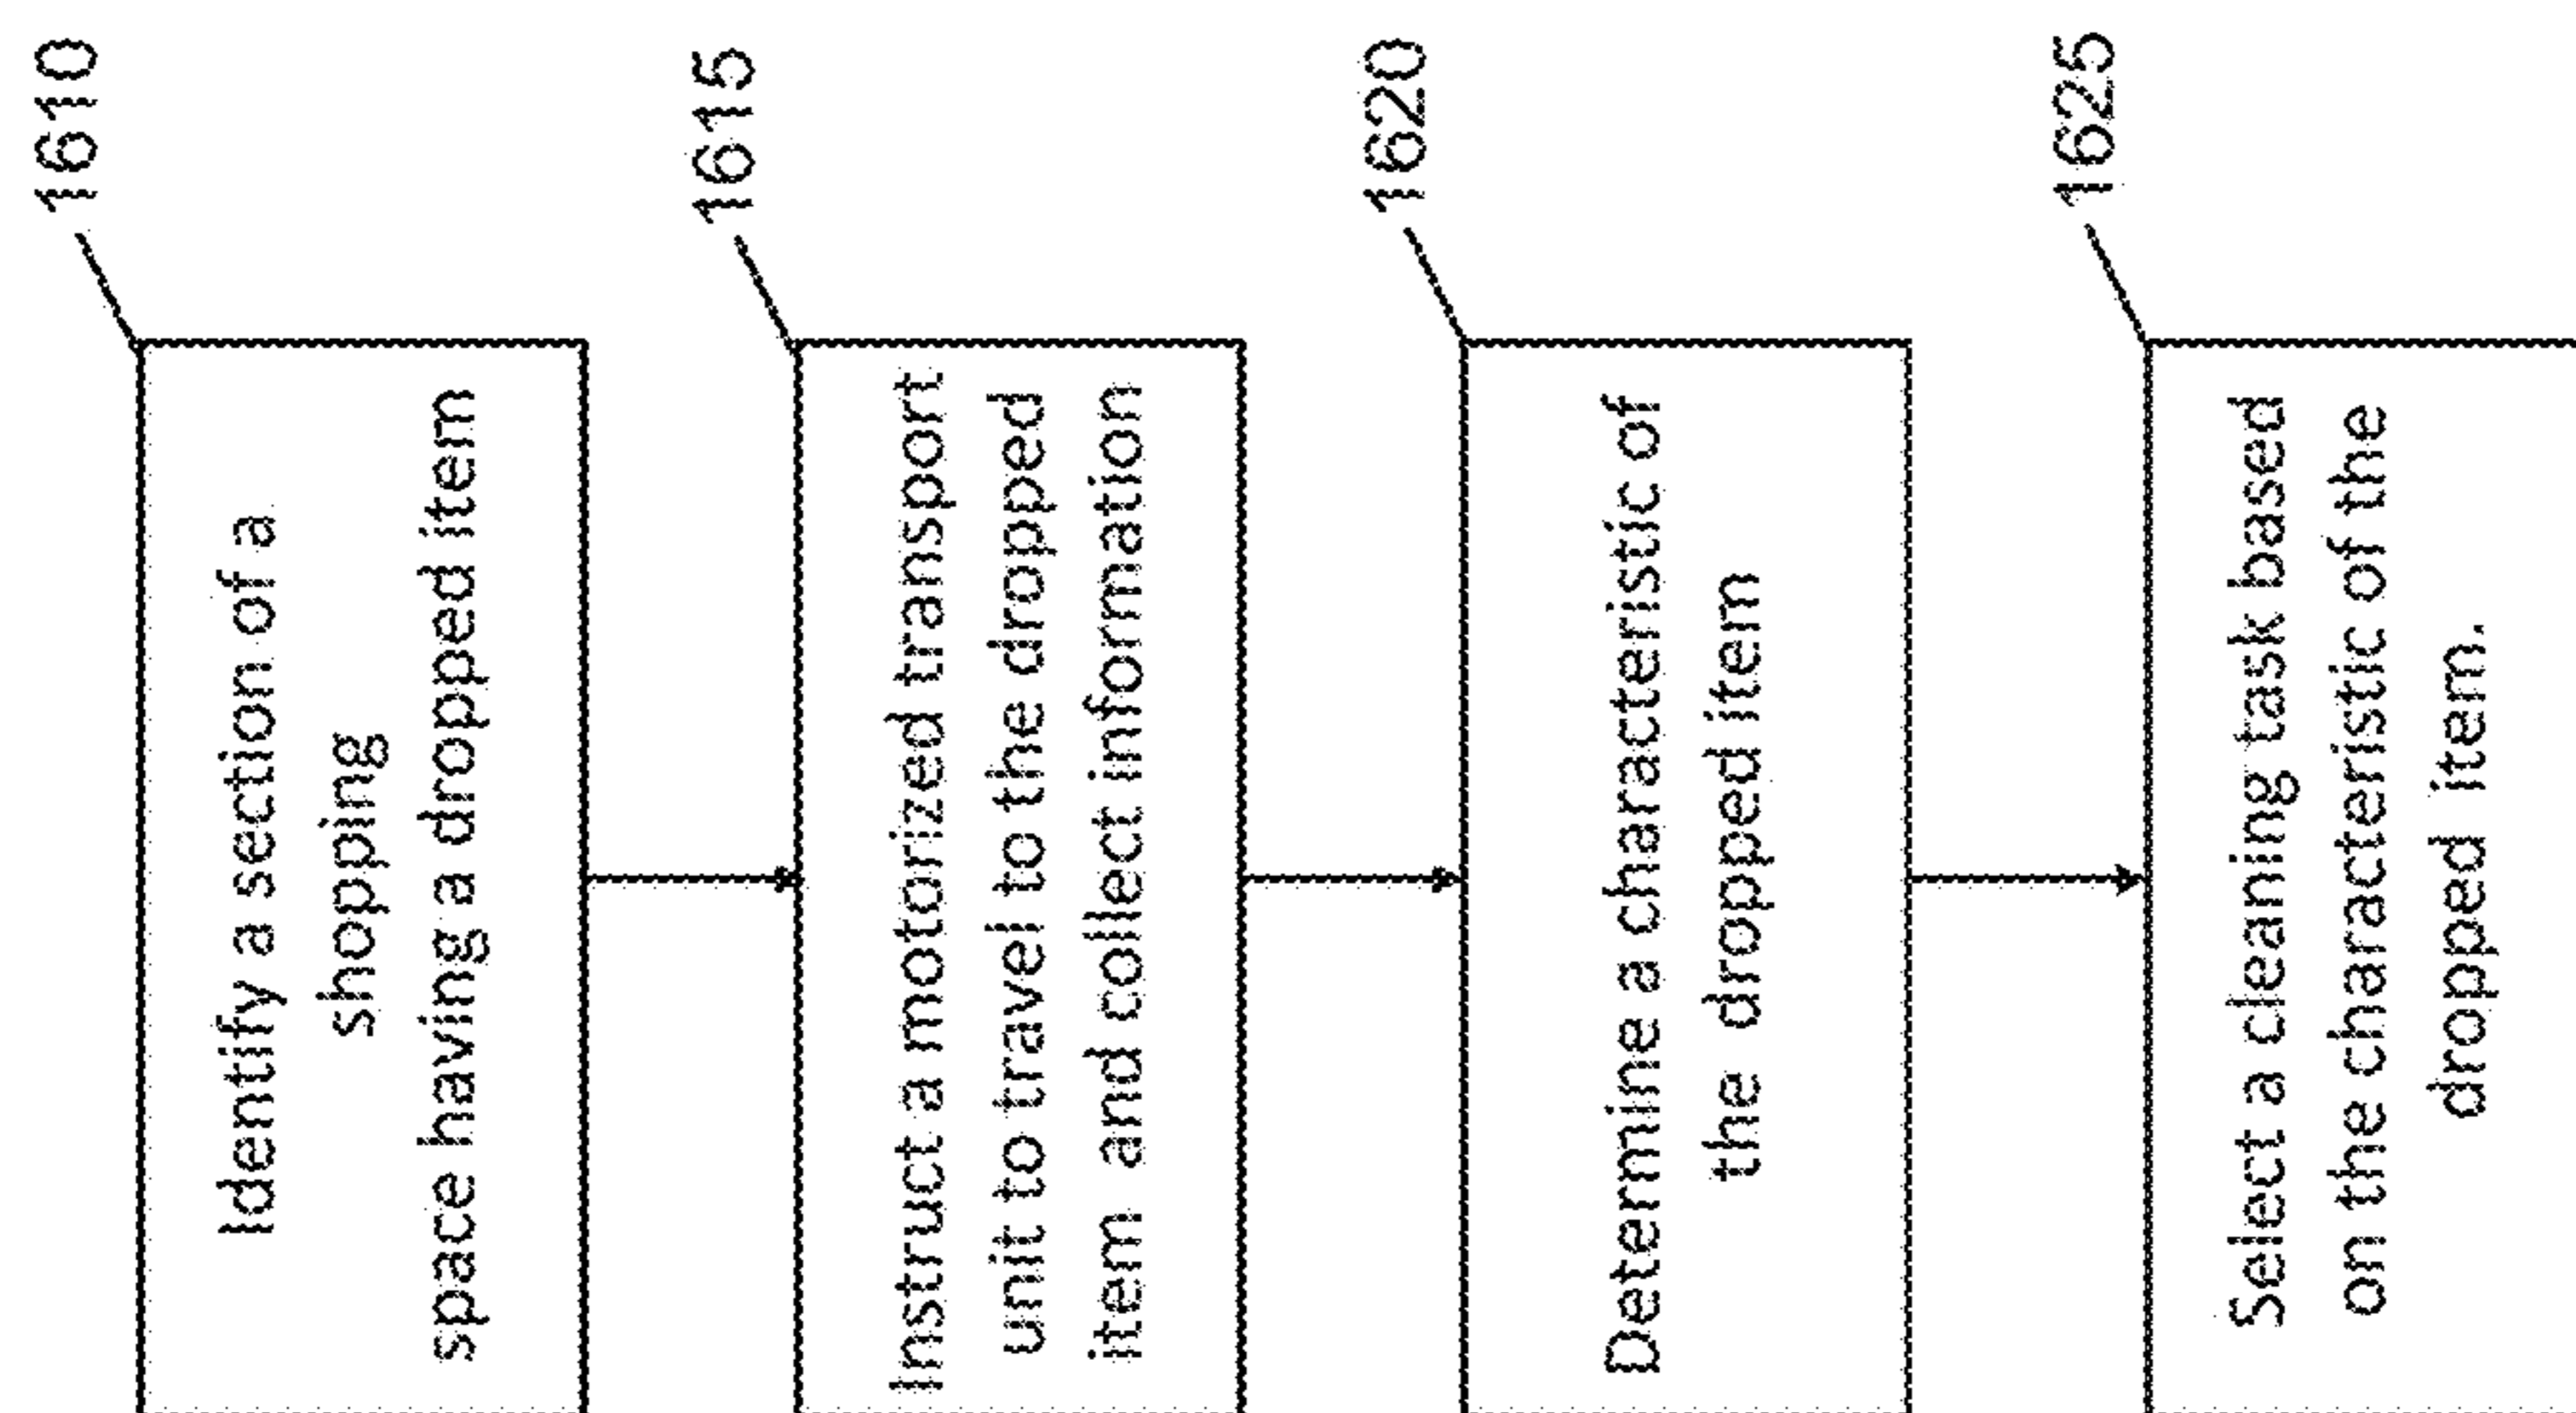 1610
Identify a section of a
shopping
space having a dropped item
1615
Instruct a motorized transport
unit to travel to the dropped
item and collect information
1620
Determine a characteristic of
the dropped item
1625
Select a cleaning task based
on the characteristic of the
dropped item.